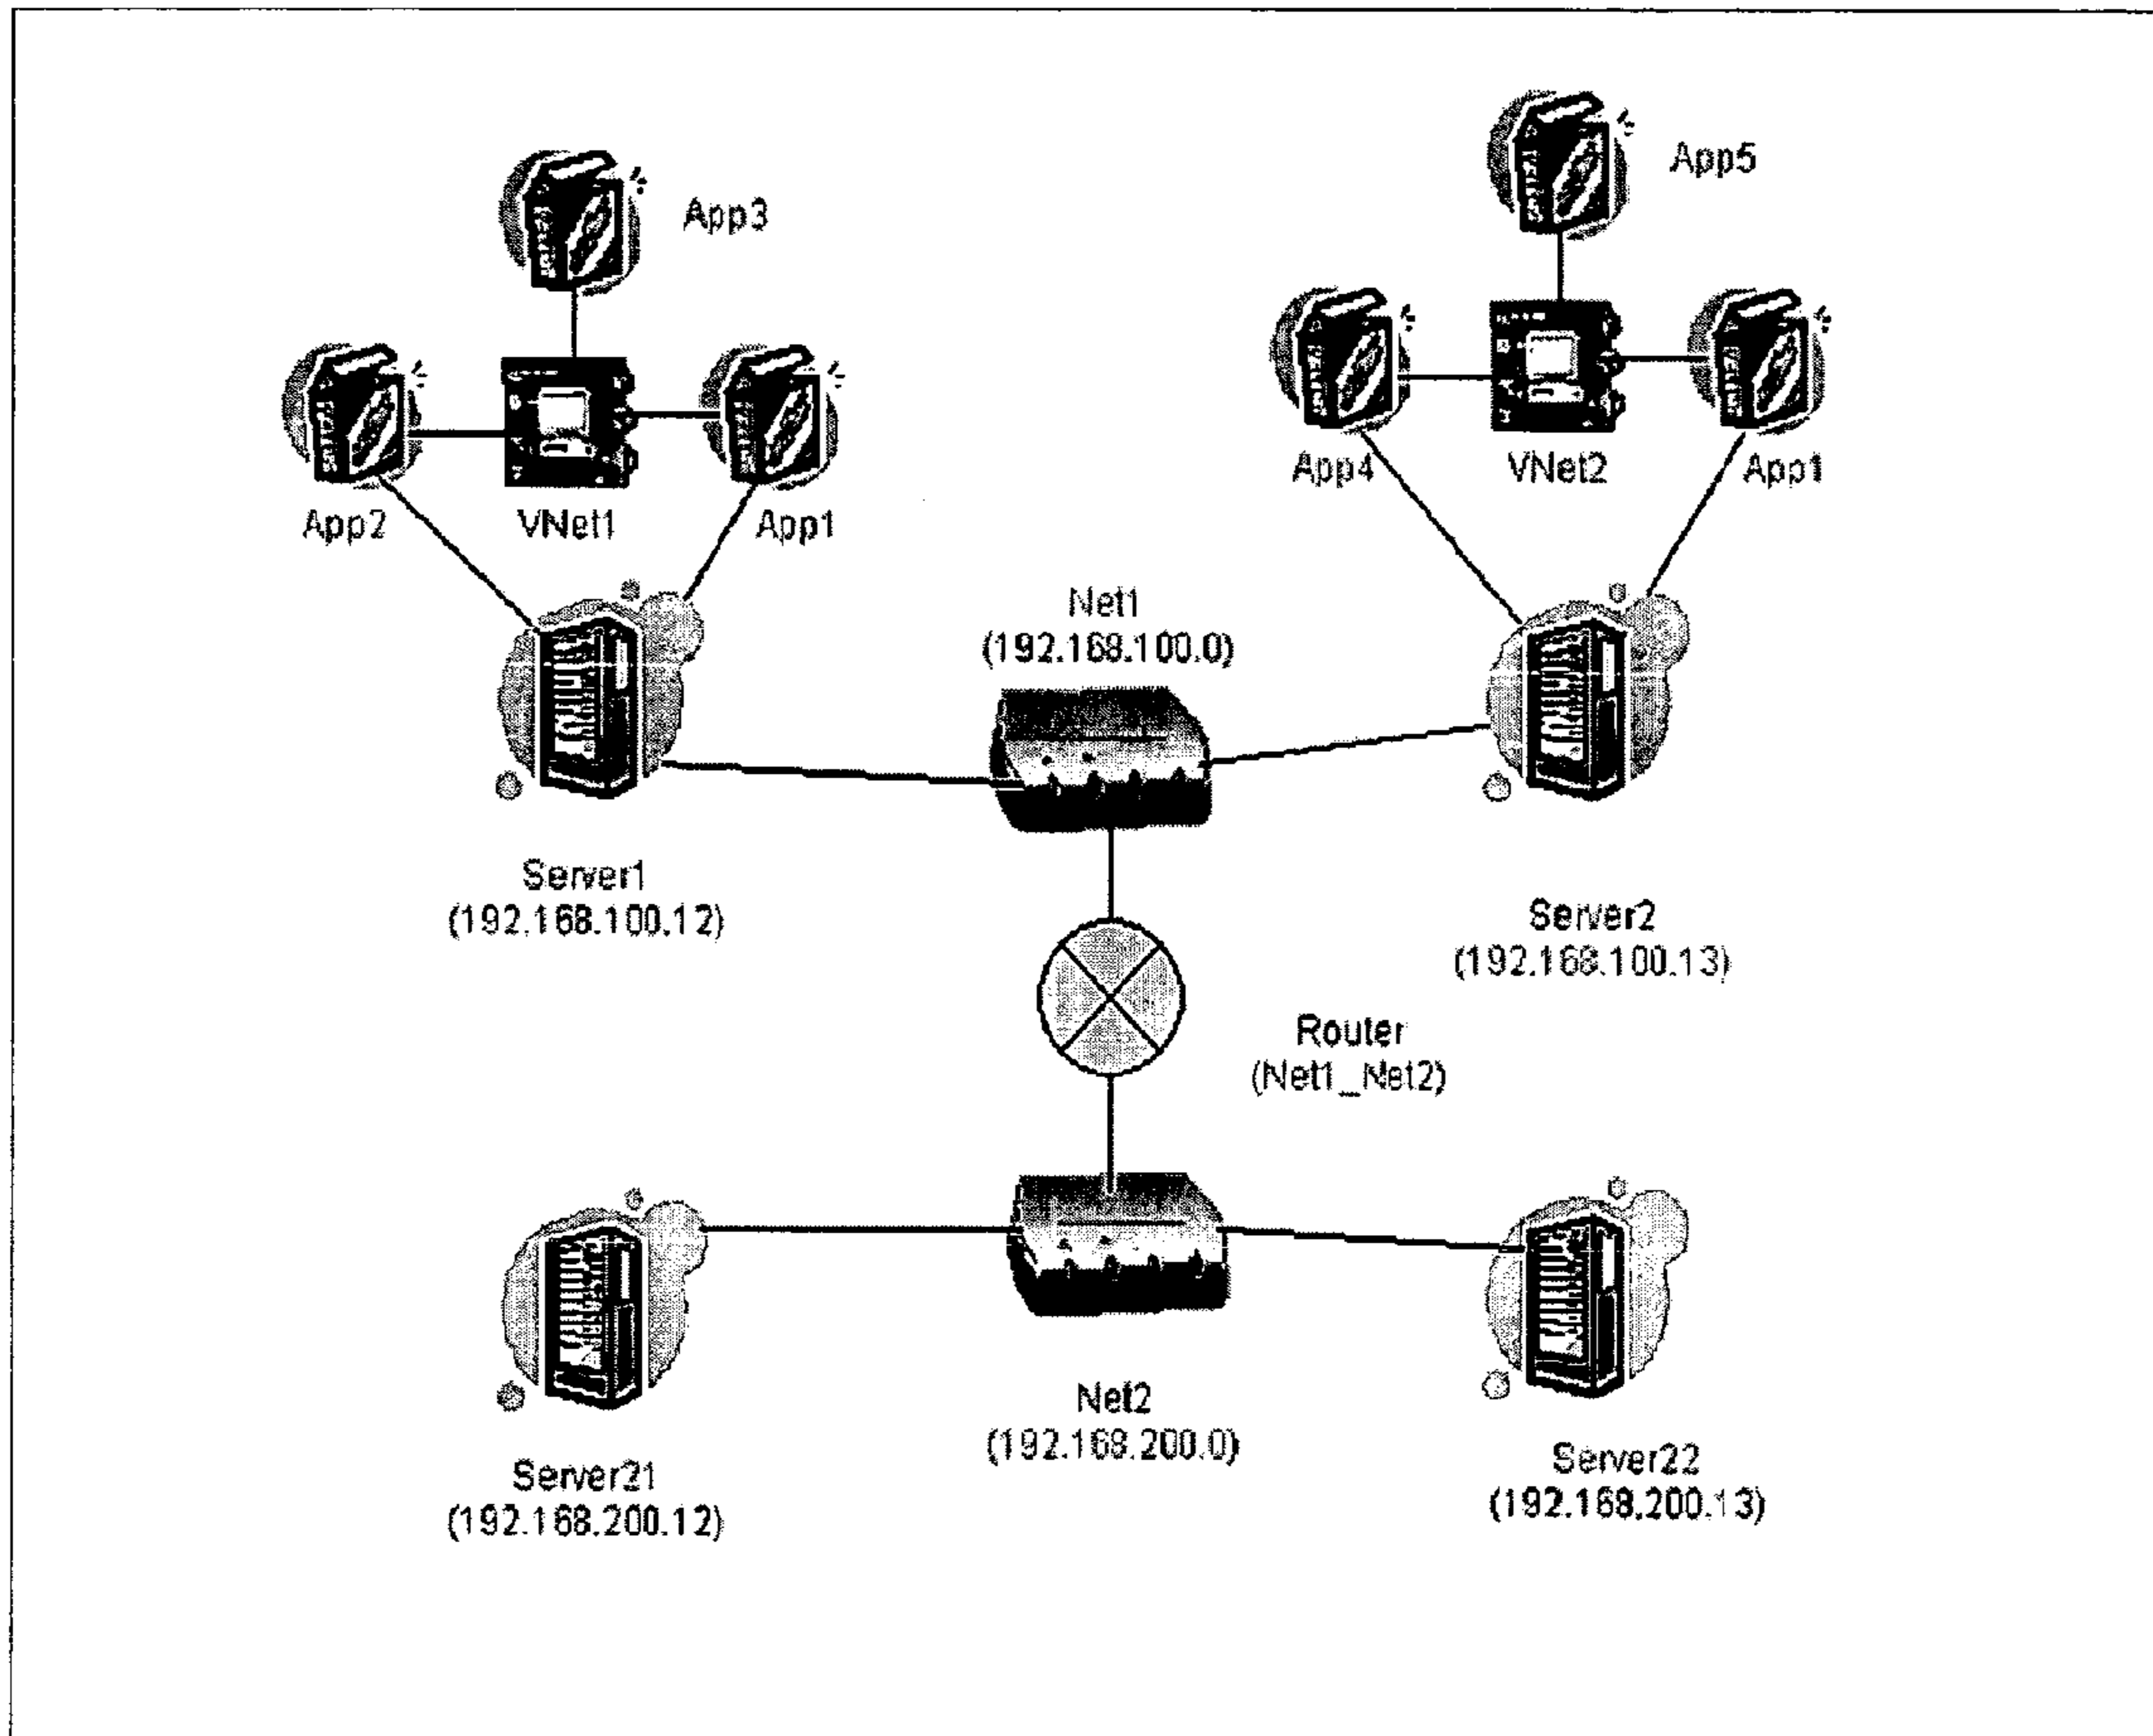 App5
App3
App4
VNet2
App1
App2
VNet1
App1
Net1
(192.168.100.0)
Server1
(192.168.100.12)
Server2
(192.168.100.13)
Router
(Net1_Net2)
Net2
(192.168.200.0)
Server21
(192.168.200.12)
Server22
(192.168.200.13)